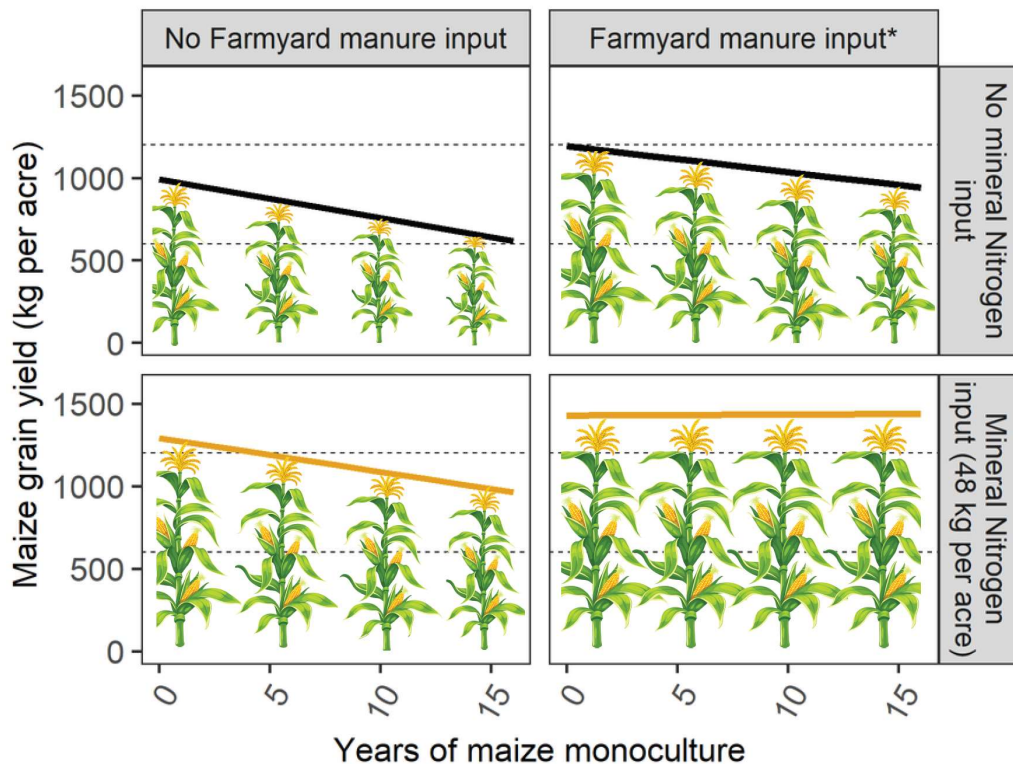 No Farmyard manure input
Farmyard manure input*
No mineral Nitrogen
input
Mineral Nitrogen
input (48 kg per acre)
Maize grain yield (kg per acre)
1500
1000
500
0
1500
1000
500
0
0
5
10
15
0
5
10
15
Years of maize monoculture